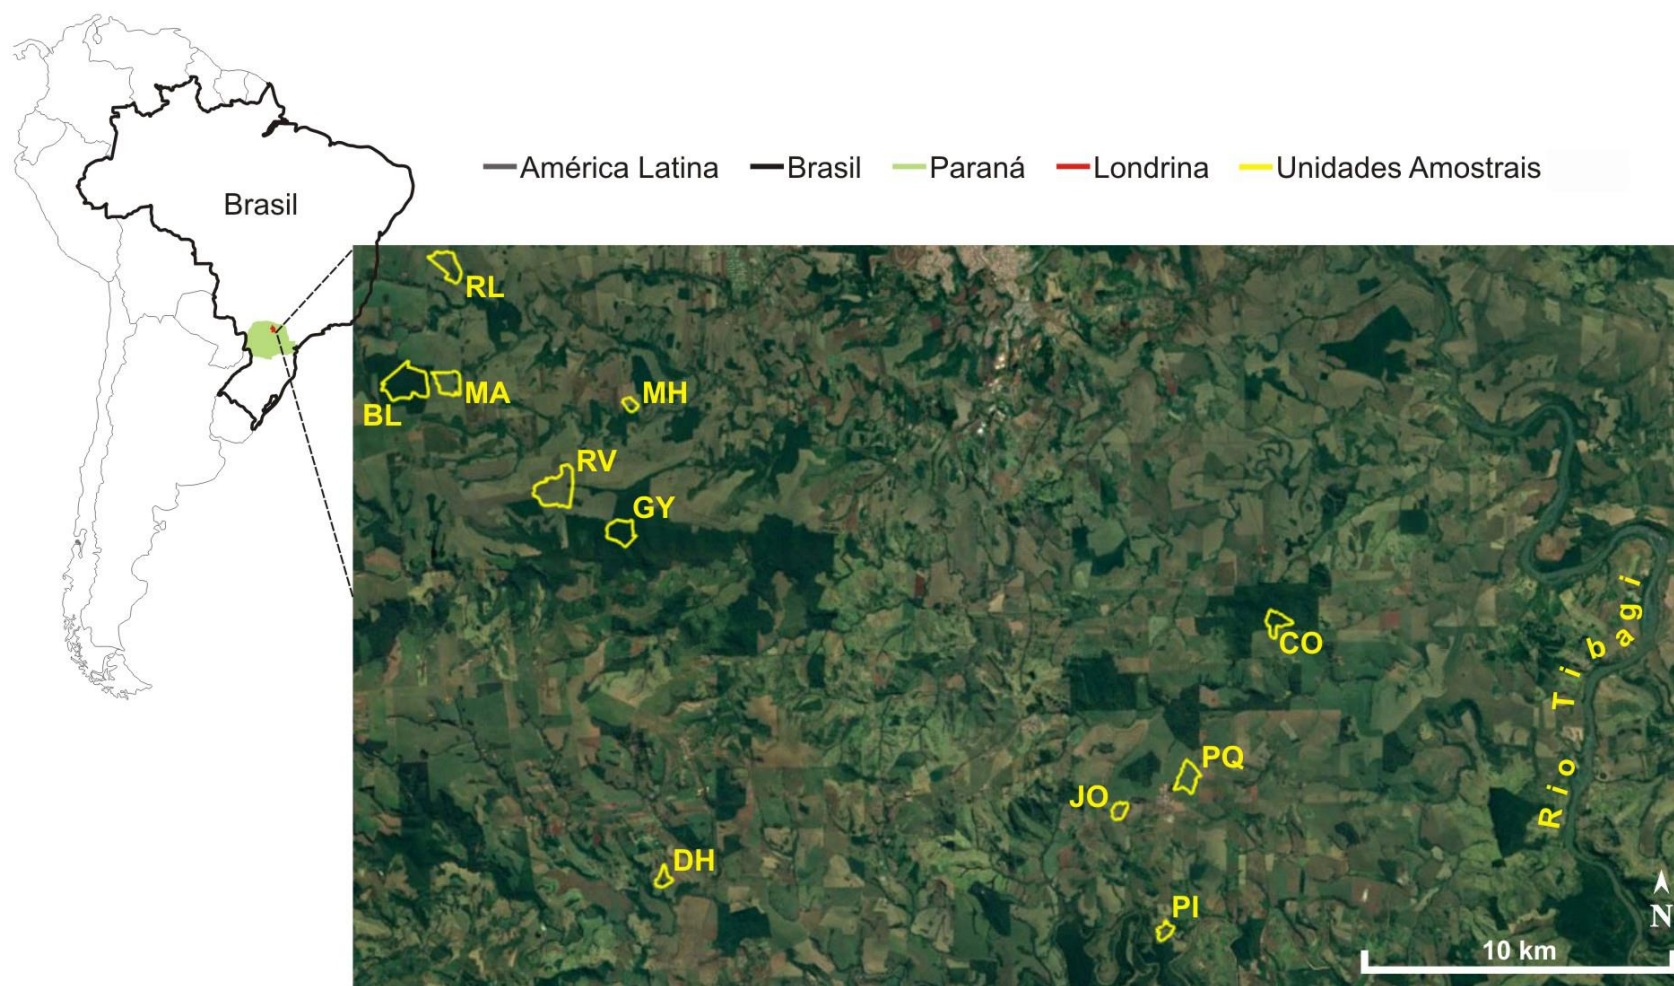 América Latina Brasil Paraná Londrina Unidades Amostrais
Brasil
RL
BL
MA
MH
RV
GY
CO
Rio Tibagi
PQ
JO
DH
PI
N
10 km